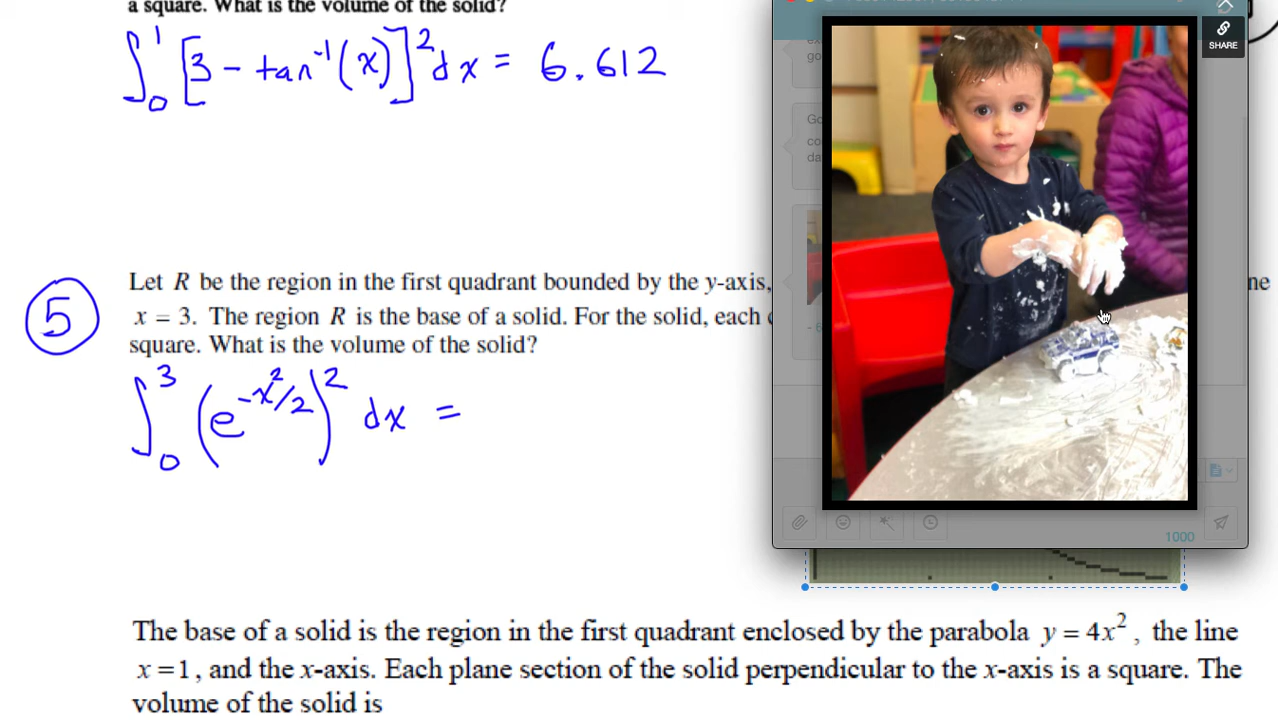 a square. What is the volume of the solid?
∫₀¹ [3 - tan⁻¹(x)]² dx = 6.612
SHARE
5
Let R be the region in the first quadrant bounded by the y-axis,
x = 3. The region R is the base of a solid. For the solid, each
square. What is the volume of the solid?
∫₀³ (e^(-x²/2))² dx =
1000
The base of a solid is the region in the first quadrant enclosed by the parabola y = 4x², the line
x = 1, and the x-axis. Each plane section of the solid perpendicular to the x-axis is a square. The
volume of the solid is